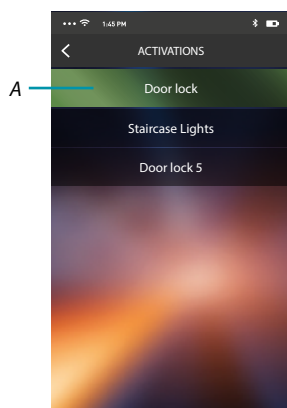 1:45 PM
ACTIVATIONS
A
Door lock
Staircase Lights
Door lock 5